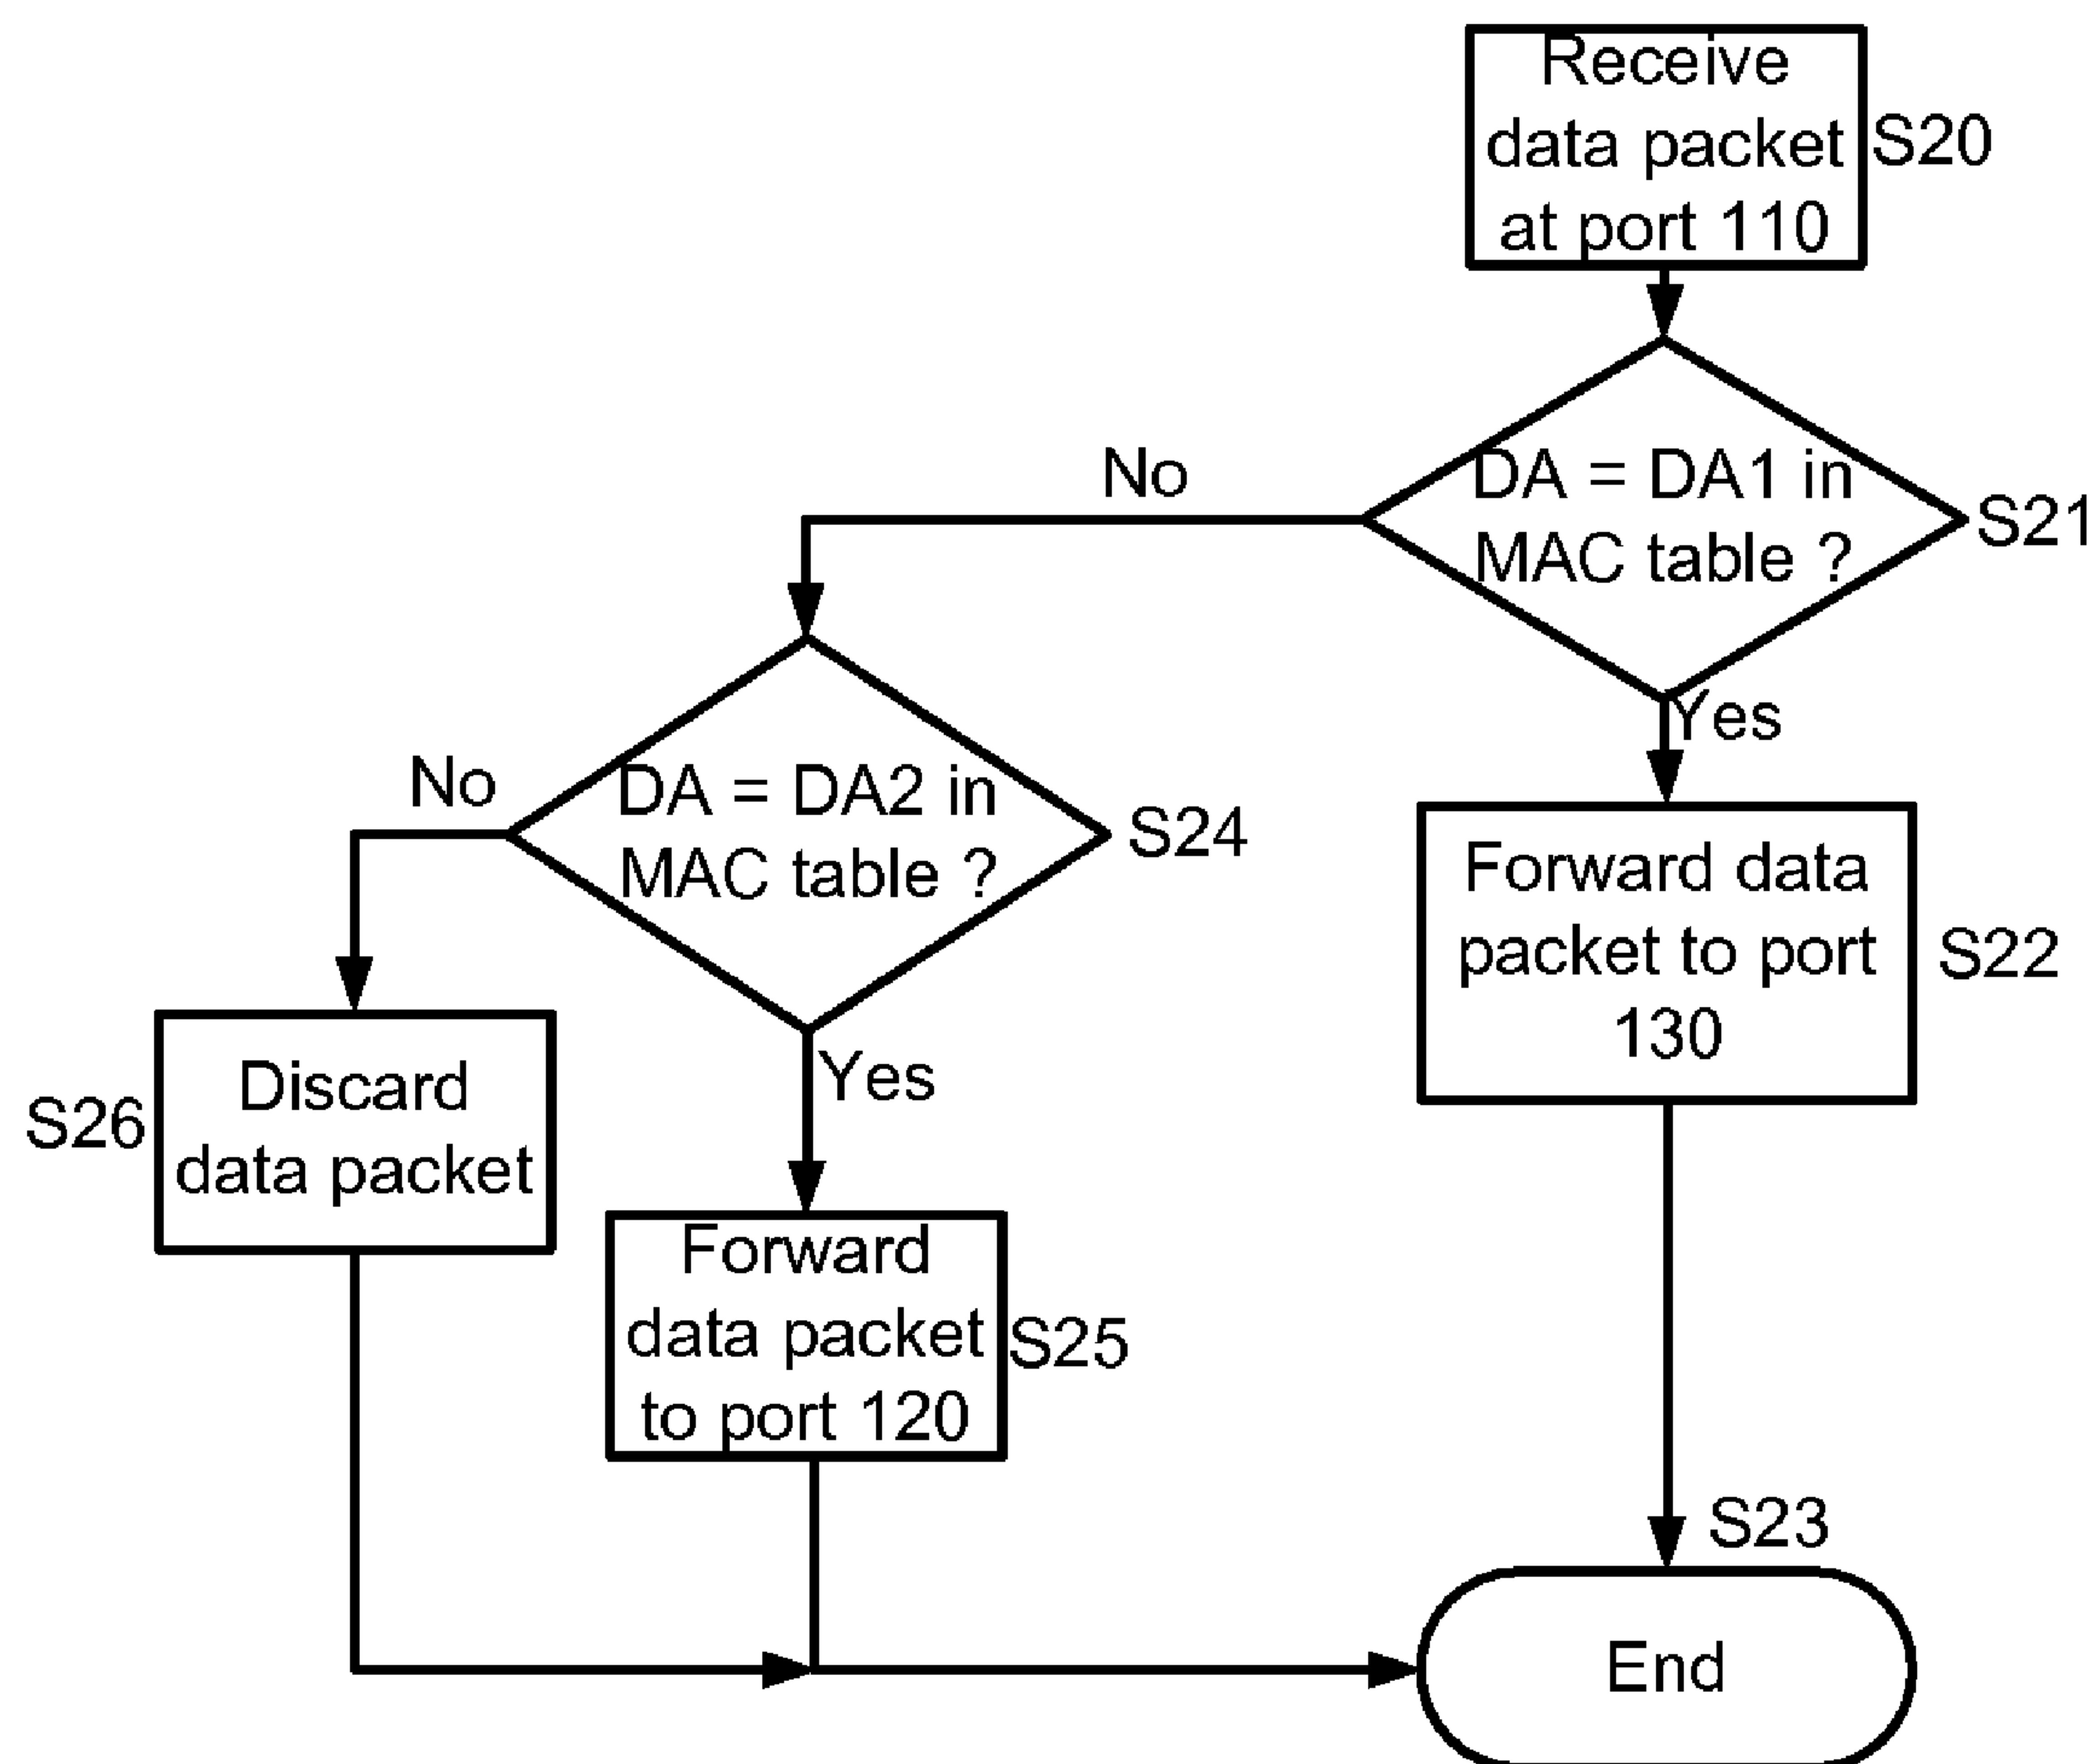 Receive
data packet
at port 110
S20
DA = DA1 in
MAC table ?
S21
No
Yes
DA = DA2 in
MAC table ?
S24
No
Yes
Forward data
packet to port
130
S22
Discard
data packet
S26
Forward
data packet
to port 120
S25
S23
End